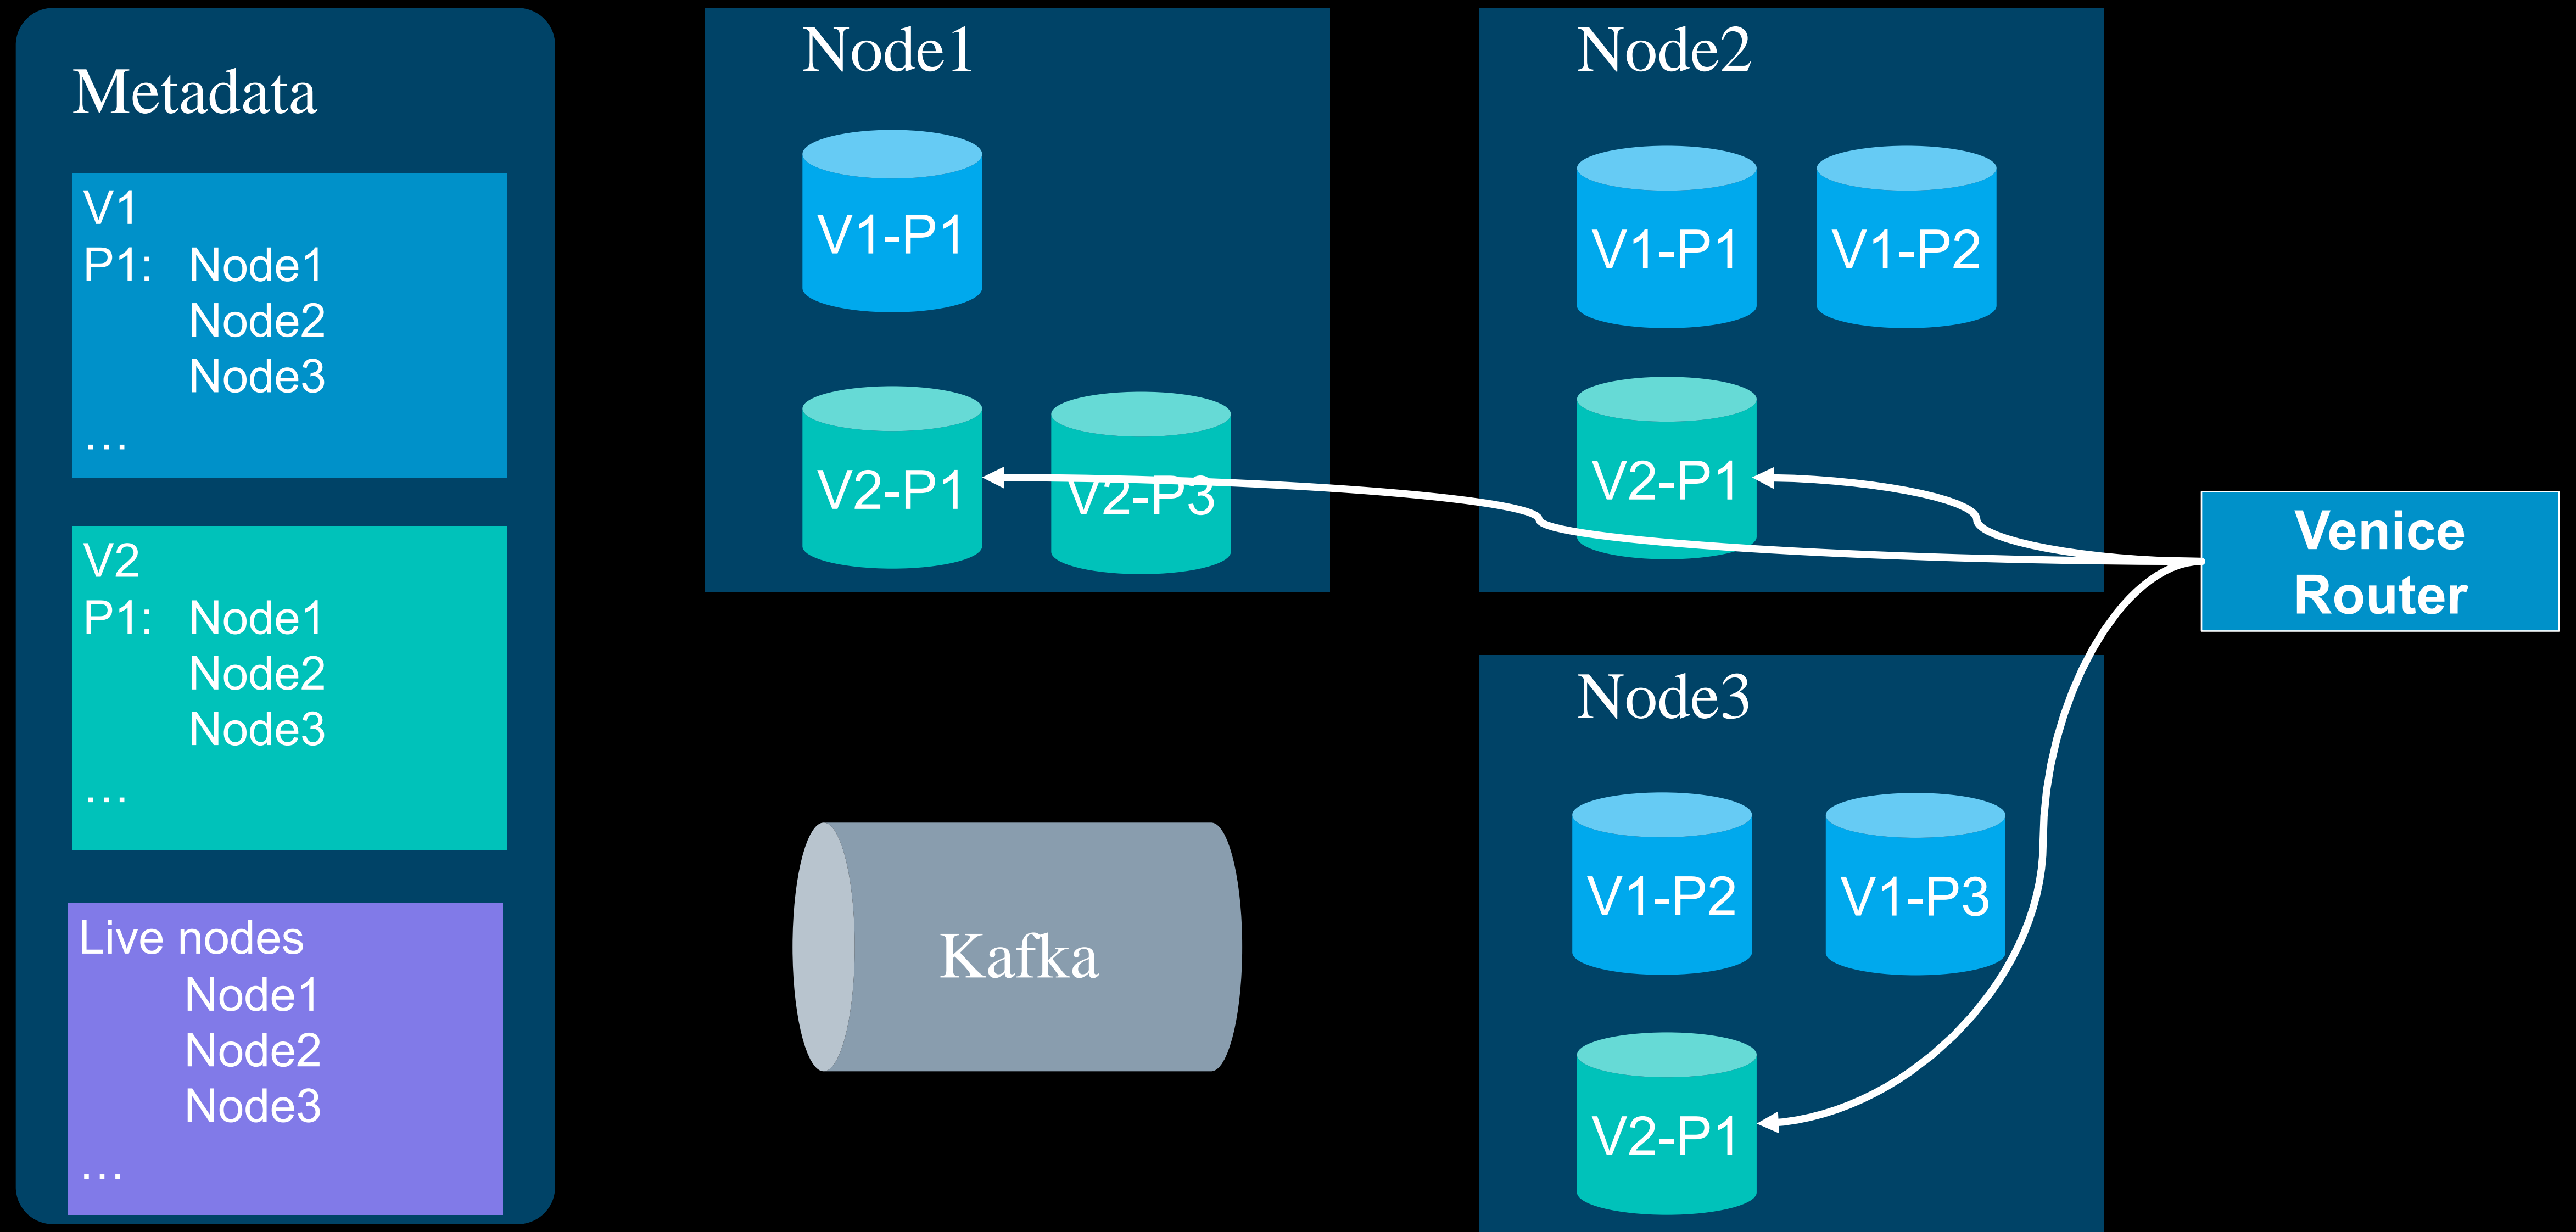 Metadata
V1
P1: Node1
Node2
Node3
…
V2
P1: Node1
Node2
Node3
…
Live nodes
Node1
Node2
Node3
…
Node1
V1-P1
V2-P1
V2-P3
Node2
V1-P1
V1-P2
V2-P1
Kafka
Node3
V1-P2
V1-P3
V2-P1
Venice
Router